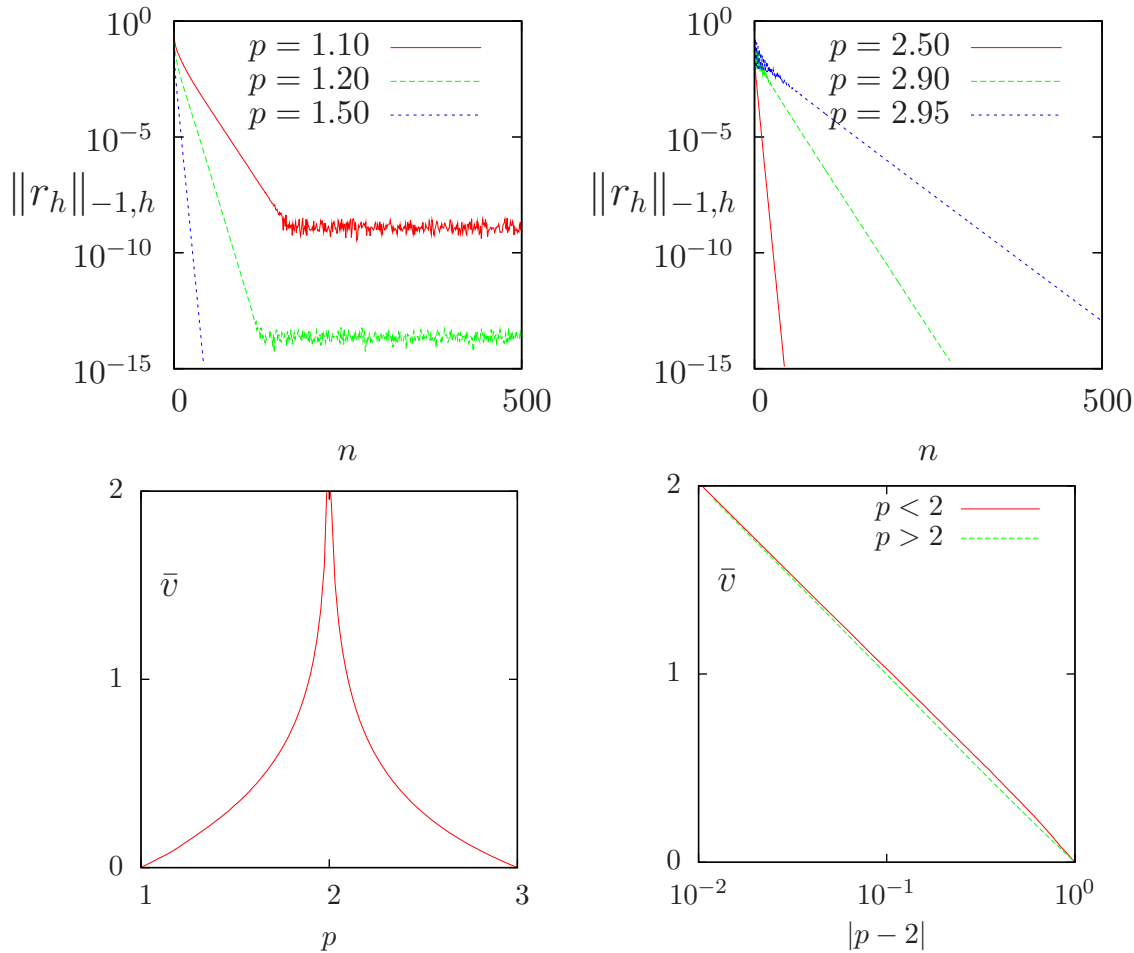 10^0
10^{-5}
10^{-10}
10^{-15}
‖r_h‖_{−1,h}
p = 1.10
p = 1.20
p = 1.50
0 500
n
10^0
10^{-5}
10^{-10}
10^{-15}
‖r_h‖_{−1,h}
p = 2.50
p = 2.90
p = 2.95
0 500
n
2
1
0
v̄
1 2 3
p
2
1
0
v̄
p < 2
p > 2
10^{-2} 10^{-1} 10^0
|p − 2|